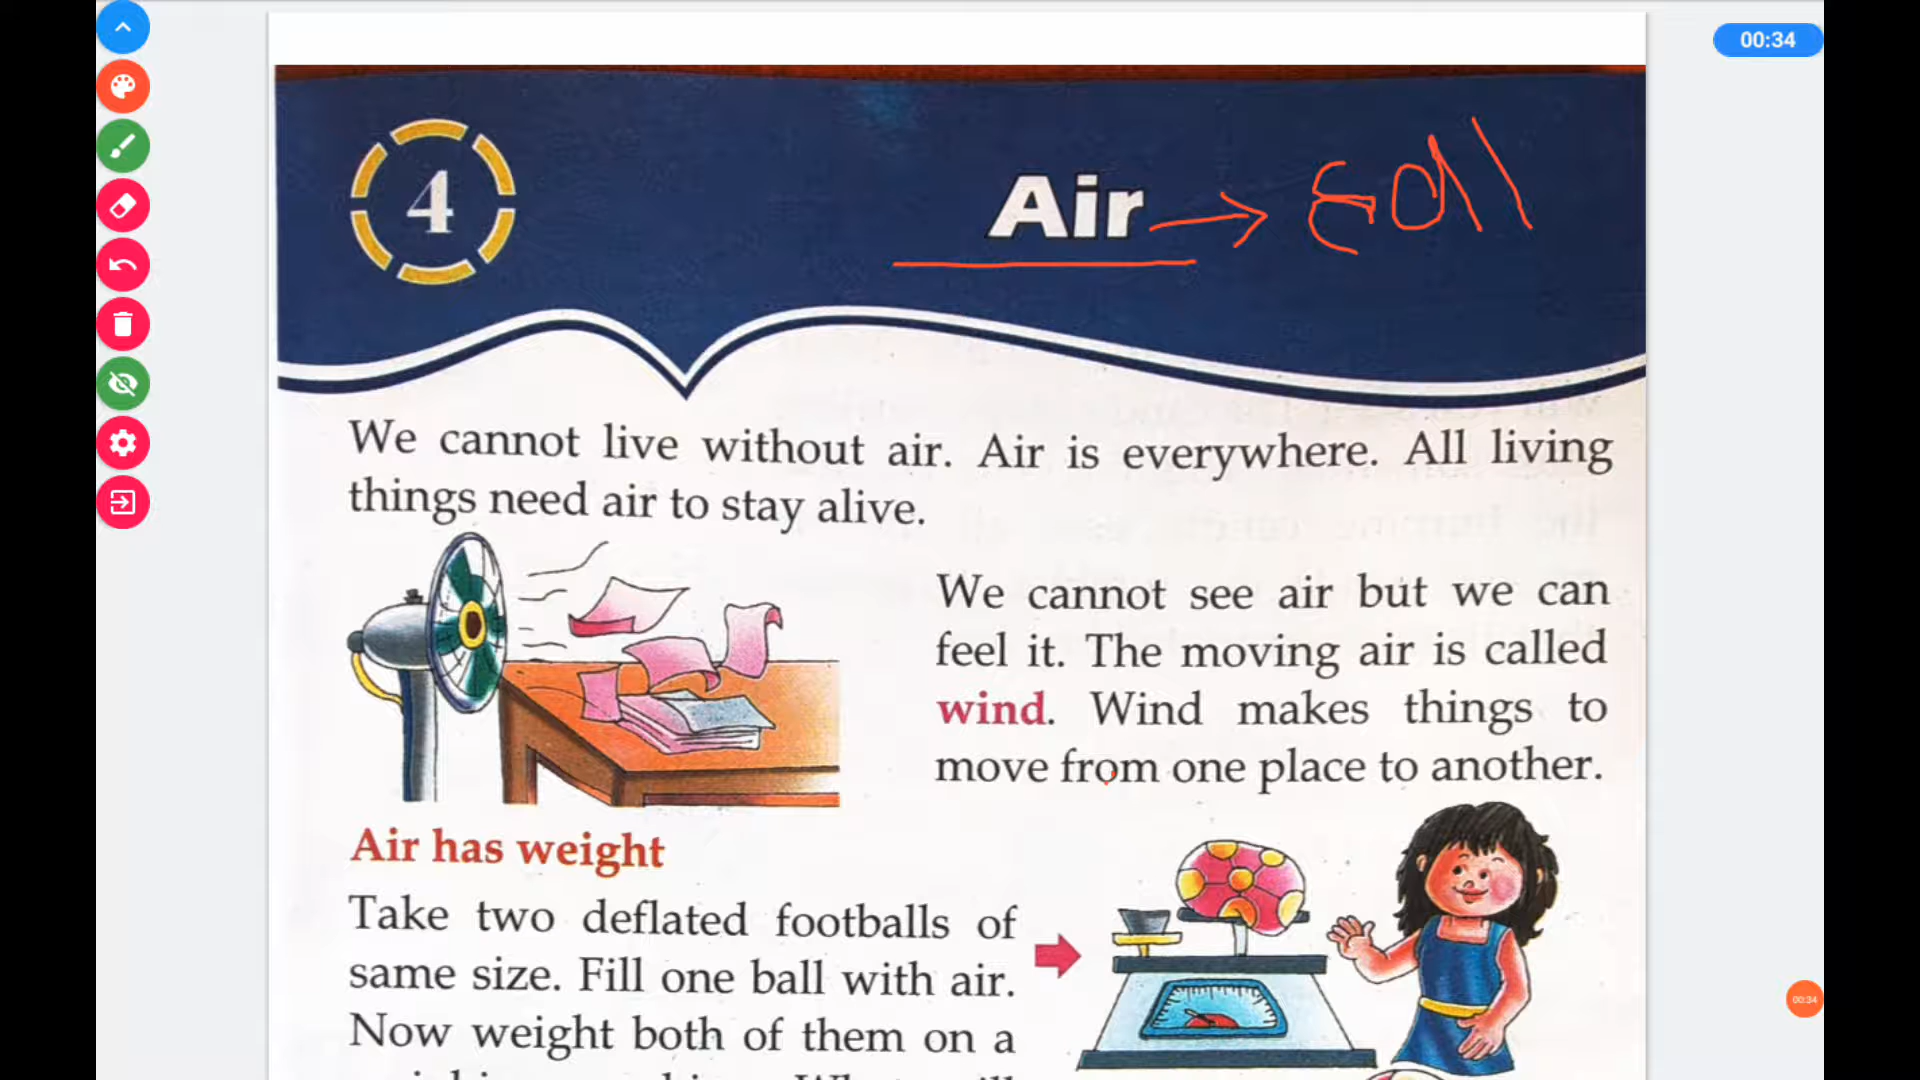 00:34
4
Air → हवा
We cannot live without air. Air is everywhere. All living
things need air to stay alive.
We cannot see air but we can
feel it. The moving air is called
wind. Wind makes things to
move from one place to another.
Air has weight
Take two deflated footballs of
same size. Fill one ball with air.
Now weight both of them on a
00:34